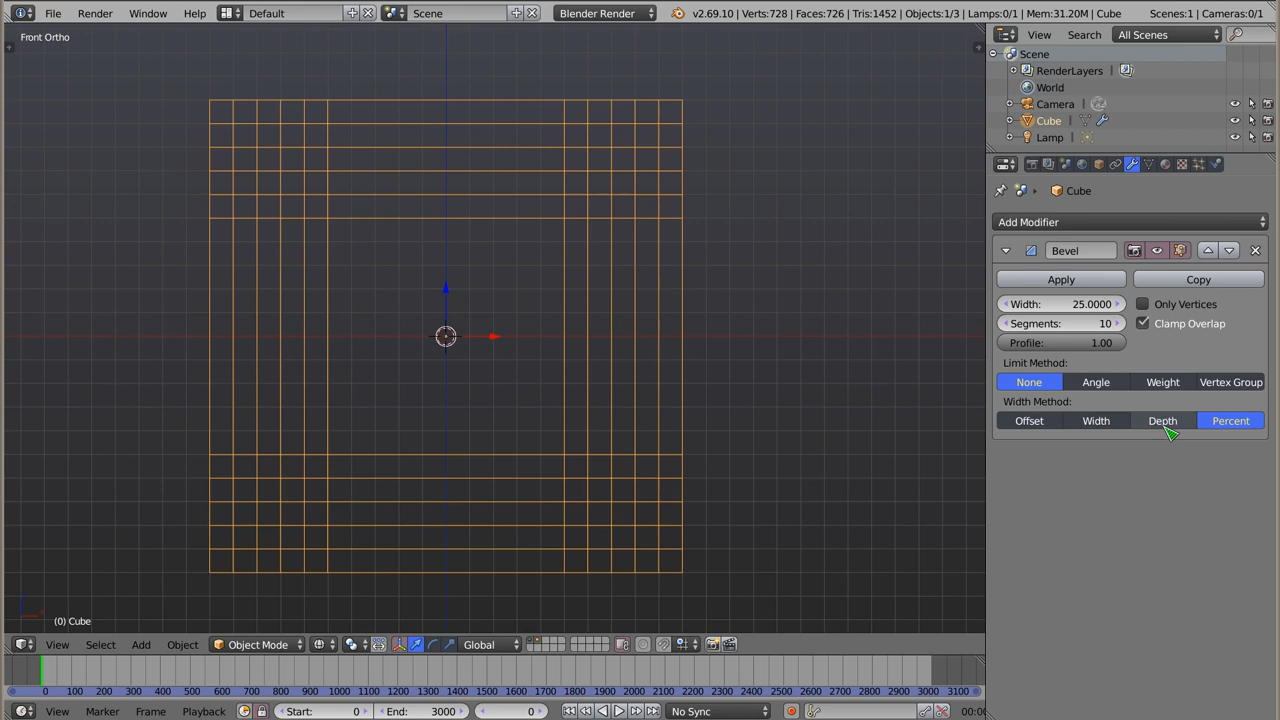 File Render Window Help Default Scene Blender Render v2.69.10 | Verts:728 | Faces:726 | Tris:1452 | Objects:1/3 | Lamps:0/1 | Mem:31.20M | Cube Scenes:1 | Cameras:0/1
Front Ortho
View Search All Scenes
Scene
RenderLayers
World
Camera
Cube
Lamp
Cube
Add Modifier
Bevel
Apply Copy
Width: 25.0000 Only Vertices
Segments: 10 Clamp Overlap
Profile: 1.00
Limit Method:
None Angle Weight Vertex Group
Width Method:
Offset Width Depth Percent
(0) Cube
View Select Add Object Object Mode Global
0 100 200 300 400 500 600 700 800 900 1000 1100 1200 1300 1400 1500 1600 1700 1800 1900 2000 2100 2200 2300 2400 2500 2600 2700 2800 2900 3000 3100
View Marker Frame Playback Start: 0 End: 3000 0 No Sync 00:0